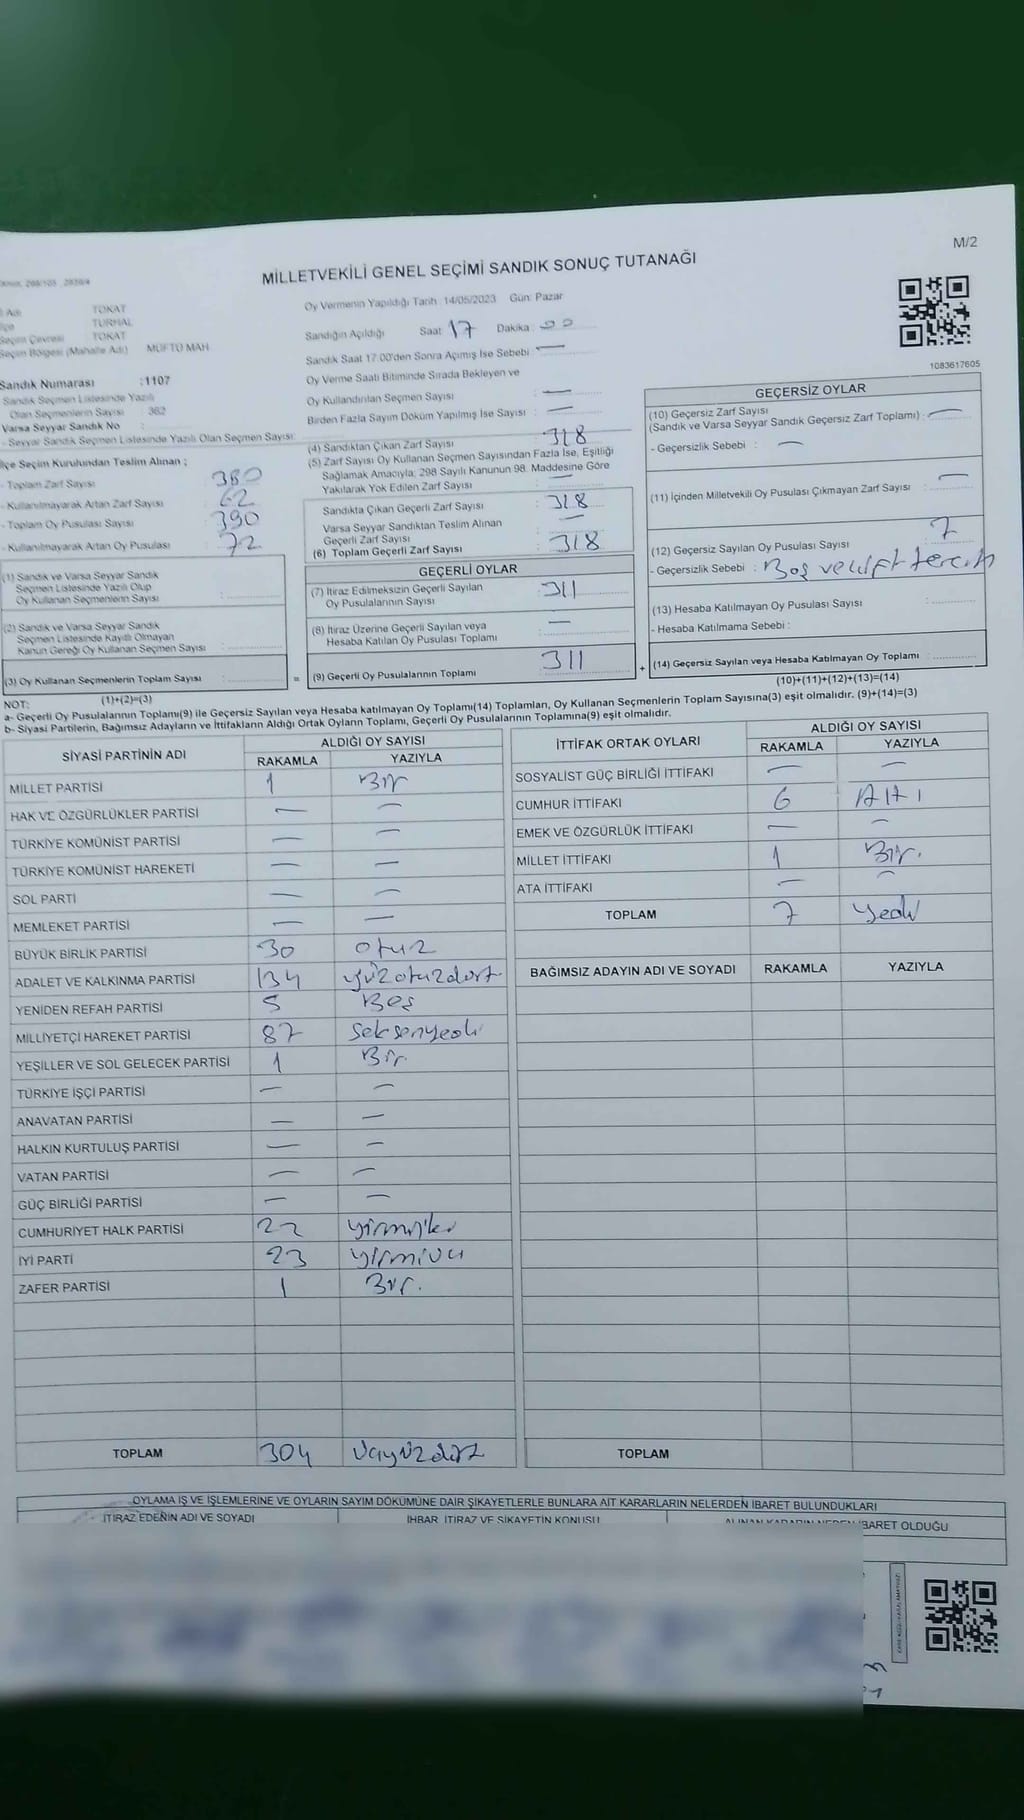 M/2
MİLLETVEKİLİ GENEL SEÇİMİ SANDIK SONUÇ TUTANAĞI
Adı TOKAT
TURHAL
Seçim Çevresi TOKAT
Seçim Bölgesi (Mahalle Adı) MÜFTÜ MAH
Sandık Numarası :1107
Sandık Seçmen Listesinde Yazılı
Olan Seçmenlerin Sayısı : 362
Varsa Seyyar Sandık No :
- Seyyar Sandık Seçmen Listesinde Yazılı Olan Seçmen Sayısı:
İlçe Seçim Kurulundan Teslim Alınan ;
- Toplam Zarf Sayısı : 380
- Kullanılmayarak Artan Zarf Sayısı : 62
- Toplam Oy Pusulası Sayısı : 390
- Kullanılmayarak Artan Oy Pusulası : 72
(1) Sandık ve Varsa Seyyar Sandık
Seçmen Listesinde Yazılı Olup
Oy Kullanan Seçmenlerin Sayısı :
(2) Sandık ve Varsa Seyyar Sandık
Seçmen Listesinde Kayıtlı Olmayan
Kanun Gereği Oy Kullanan Seçmen Sayısı :
(3) Oy Kullanan Seçmenlerin Toplam Sayısı :
Oy Vermenin Yapıldığı Tarih :14/05/2023 Gün: Pazar
Sandığın Açıldığı Saat 17 Dakika : 00
Sandık Saat 17.00'den Sonra Açımış İse Sebebi : —
Oy Verme Saati Bitiminde Sırada Bekleyen ve
Oy Kullandırılan Seçmen Sayısı : —
Birden Fazla Sayım Döküm Yapılmış İse Sayısı : —
(4) Sandıktan Çıkan Zarf Sayısı : 318
(5) Zarf Sayısı Oy Kullanan Seçmen Sayısından Fazla İse, Eşitliği
Sağlamak Amacıyla; 298 Sayılı Kanunun 98. Maddesine Göre
Yakılarak Yok Edilen Zarf Sayısı : —
Sandıkta Çıkan Geçerli Zarf Sayısı : 318
Varsa Seyyar Sandıktan Teslim Alınan
Geçerli Zarf Sayısı : —
(6) Toplam Geçerli Zarf Sayısı : 318
GEÇERLİ OYLAR
(7) İtiraz Edilmeksizin Geçerli Sayılan
Oy Pusulalarının Sayısı : 311
(8) İtiraz Üzerine Geçerli Sayılan veya
Hesaba Katılan Oy Pusulası Toplamı : —
= (9) Geçerli Oy Pusulalarının Toplamı : 311
1083617605
GEÇERSİZ OYLAR
(10) Geçersiz Zarf Sayısı
(Sandık ve Varsa Seyyar Sandık Geçersiz Zarf Toplamı) : —
- Geçersizlik Sebebi : —
(11) İçinden Milletvekili Oy Pusulası Çıkmayan Zarf Sayısı : —
(12) Geçersiz Sayılan Oy Pusulası Sayısı : 7
- Geçersizlik Sebebi : Boş ve çift tercih
(13) Hesaba Katılmayan Oy Pusulası Sayısı :
- Hesaba Katılmama Sebebi :
+ (14) Geçersiz Sayılan veya Hesaba Katılmayan Oy Toplamı :
(10)+(11)+(12)+(13)=(14)
NOT: (1)+(2)=(3)
a- Geçerli Oy Pusulalarının Toplamı(9) ile Geçersiz Sayılan veya Hesaba katılmayan Oy Toplamı(14) Toplamları, Oy Kullanan Seçmenlerin Toplam Sayısına(3) eşit olmalıdır. (9)+(14)=(3)
b- Siyasi Partilerin, Bağımsız Adayların ve İttifakların Aldığı Ortak Oyların Toplamı, Geçerli Oy Pusulalarının Toplamına(9) eşit olmalıdır.
SİYASİ PARTİNİN ADI ALDIĞI OY SAYISI
RAKAMLA YAZIYLA
MİLLET PARTİSİ 1 Bir
HAK VE ÖZGÜRLÜKLER PARTİSİ — —
TÜRKİYE KOMÜNİST PARTİSİ — —
TÜRKİYE KOMÜNİST HAREKETİ — —
SOL PARTİ — —
MEMLEKET PARTİSİ — —
BÜYÜK BİRLİK PARTİSİ 30 otuz
ADALET VE KALKINMA PARTİSİ 134 yüzotuzdört
YENİDEN REFAH PARTİSİ 5 Beş
MİLLİYETÇİ HAREKET PARTİSİ 87 Seksenyedi
YEŞİLLER VE SOL GELECEK PARTİSİ 1 Bir
TÜRKİYE İŞÇİ PARTİSİ — —
ANAVATAN PARTİSİ — —
HALKIN KURTULUŞ PARTİSİ — —
VATAN PARTİSİ — —
GÜÇ BİRLİĞİ PARTİSİ — —
CUMHURİYET HALK PARTİSİ 22 yirmiiki
İYİ PARTİ 23 yirmiüç
ZAFER PARTİSİ 1 Bir.
TOPLAM 304 üçyüzdört
İTTİFAK ORTAK OYLARI ALDIĞI OY SAYISI
RAKAMLA YAZIYLA
SOSYALİST GÜÇ BİRLİĞİ İTTİFAKI — —
CUMHUR İTTİFAKI 6 Altı
EMEK VE ÖZGÜRLÜK İTTİFAKI — —
MİLLET İTTİFAKI 1 Bir.
ATA İTTİFAKI — —
TOPLAM 7 Yedi
BAĞIMSIZ ADAYIN ADI VE SOYADI RAKAMLA YAZIYLA
TOPLAM
OYLAMA İŞ VE İŞLEMLERİNE VE OYLARIN SAYIM DÖKÜMÜNE DAİR ŞİKAYETLERLE BUNLARA AİT KARARLARIN NELERDEN İBARET BULUNDUKLARI
İTİRAZ EDENİN ADI VE SOYADI İHBAR, İTİRAZ VE ŞİKAYETİN KONUSU ALINAN KARARIN NEDEN İBARET OLDUĞU